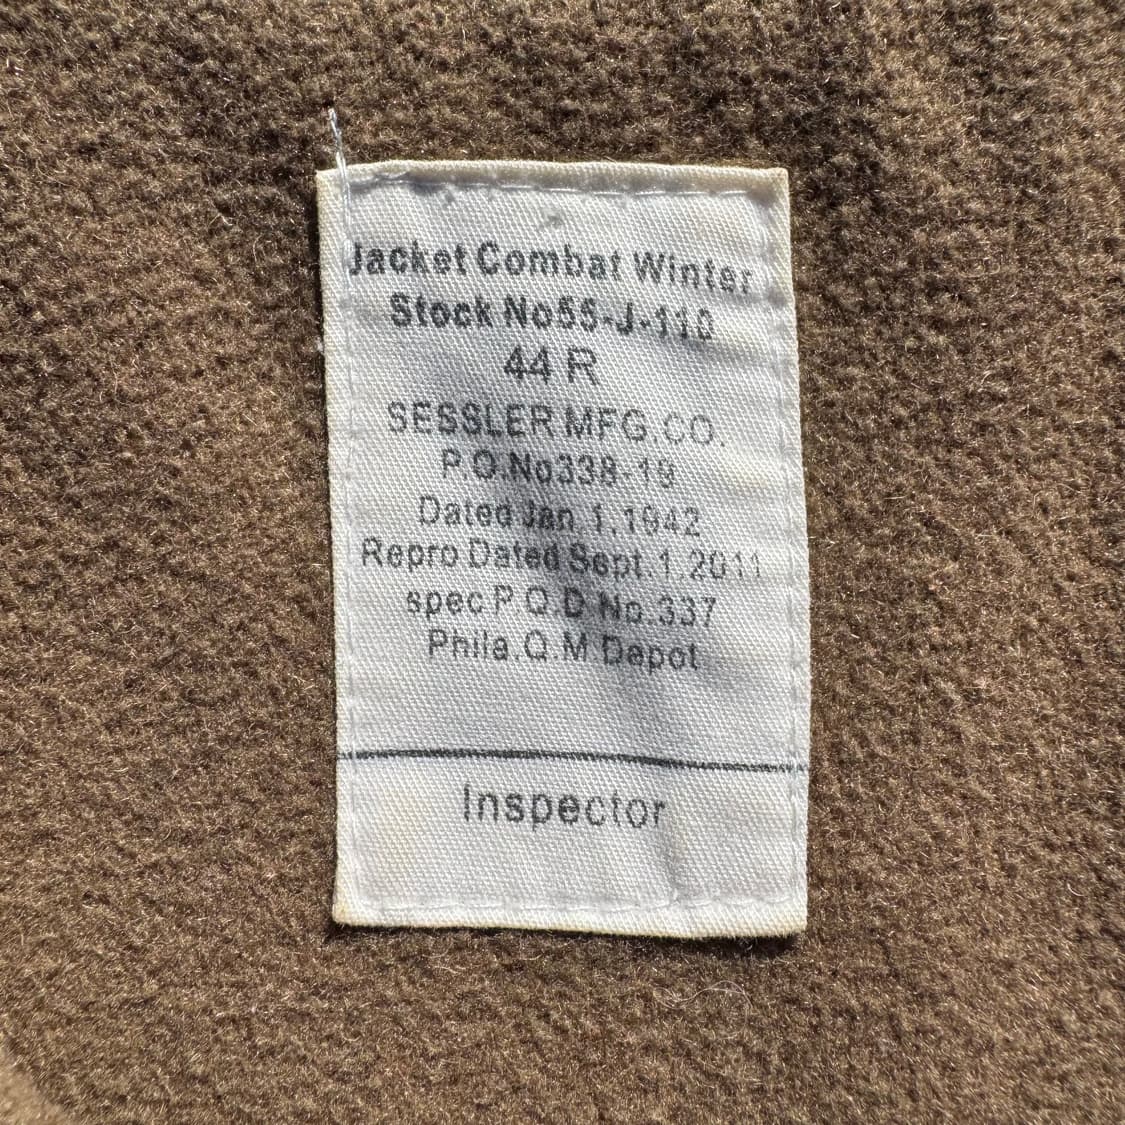 Jacket Combat Winter
Stock No55-J-110
44 R
SESSLER MFG.CO.
P.O.No338-19
Dated Jan.1,1942
Repro Dated Sept.1.2011
spec P.Q.D No.337
Phila.Q.M Depot
Inspector